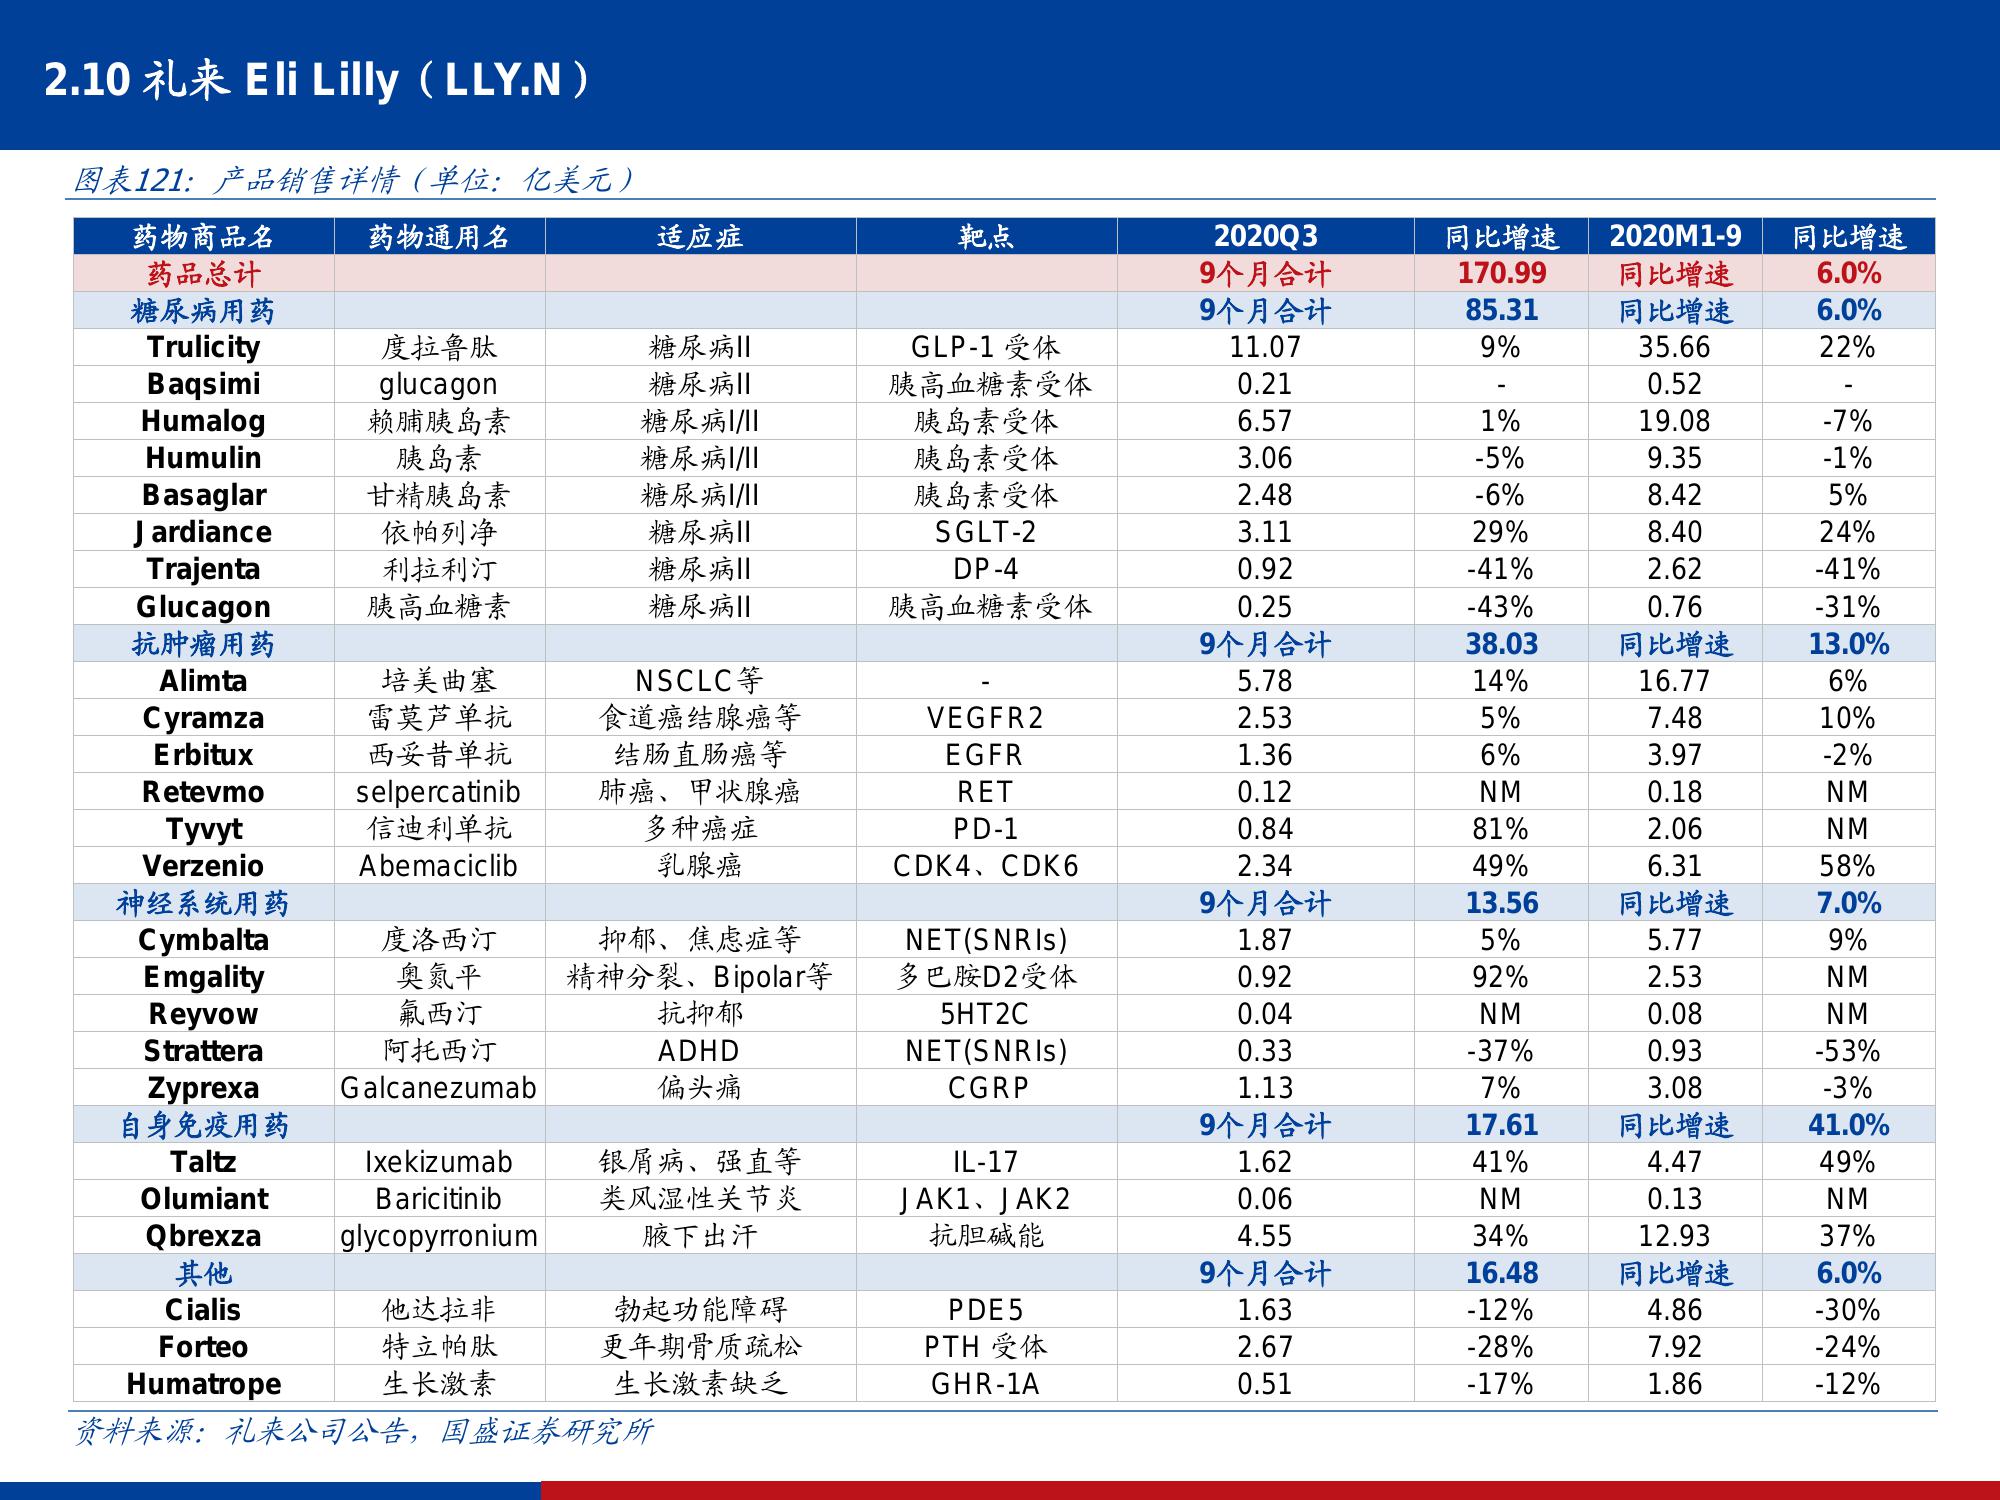 2.10 礼来 Eli Lilly（LLY.N）
图表121：产品销售详情（单位：亿美元）
药物商品名 药物通用名 适应症 靶点 2020Q3 同比增速 2020M1-9 同比增速
药品总计 9个月合计 170.99 同比增速 6.0%
糖尿病用药 9个月合计 85.31 同比增速 6.0%
Trulicity 度拉鲁肽 糖尿病II GLP-1 受体 11.07 9% 35.66 22%
Baqsimi glucagon 糖尿病II 胰高血糖素受体 0.21 - 0.52 -
Humalog 赖脯胰岛素 糖尿病I/II 胰岛素受体 6.57 1% 19.08 -7%
Humulin 胰岛素 糖尿病I/II 胰岛素受体 3.06 -5% 9.35 -1%
Basaglar 甘精胰岛素 糖尿病I/II 胰岛素受体 2.48 -6% 8.42 5%
Jardiance 依帕列净 糖尿病II SGLT-2 3.11 29% 8.40 24%
Trajenta 利拉利汀 糖尿病II DP-4 0.92 -41% 2.62 -41%
Glucagon 胰高血糖素 糖尿病II 胰高血糖素受体 0.25 -43% 0.76 -31%
抗肿瘤用药 9个月合计 38.03 同比增速 13.0%
Alimta 培美曲塞 NSCLC等 - 5.78 14% 16.77 6%
Cyramza 雷莫芦单抗 食道癌结腺癌等 VEGFR2 2.53 5% 7.48 10%
Erbitux 西妥昔单抗 结肠直肠癌等 EGFR 1.36 6% 3.97 -2%
Retevmo selpercatinib 肺癌、甲状腺癌 RET 0.12 NM 0.18 NM
Tyvyt 信迪利单抗 多种癌症 PD-1 0.84 81% 2.06 NM
Verzenio Abemaciclib 乳腺癌 CDK4、CDK6 2.34 49% 6.31 58%
神经系统用药 9个月合计 13.56 同比增速 7.0%
Cymbalta 度洛西汀 抑郁、焦虑症等 NET(SNRIs) 1.87 5% 5.77 9%
Emgality 奥氮平 精神分裂、Bipolar等 多巴胺D2受体 0.92 92% 2.53 NM
Reyvow 氟西汀 抗抑郁 5HT2C 0.04 NM 0.08 NM
Strattera 阿托西汀 ADHD NET(SNRIs) 0.33 -37% 0.93 -53%
Zyprexa Galcanezumab 偏头痛 CGRP 1.13 7% 3.08 -3%
自身免疫用药 9个月合计 17.61 同比增速 41.0%
Taltz Ixekizumab 银屑病、强直等 IL-17 1.62 41% 4.47 49%
Olumiant Baricitinib 类风湿性关节炎 JAK1、JAK2 0.06 NM 0.13 NM
Qbrexza glycopyrronium 腋下出汗 抗胆碱能 4.55 34% 12.93 37%
其他 9个月合计 16.48 同比增速 6.0%
Cialis 他达拉非 勃起功能障碍 PDE5 1.63 -12% 4.86 -30%
Forteo 特立帕肽 更年期骨质疏松 PTH 受体 2.67 -28% 7.92 -24%
Humatrope 生长激素 生长激素缺乏 GHR-1A 0.51 -17% 1.86 -12%
资料来源：礼来公司公告，国盛证券研究所